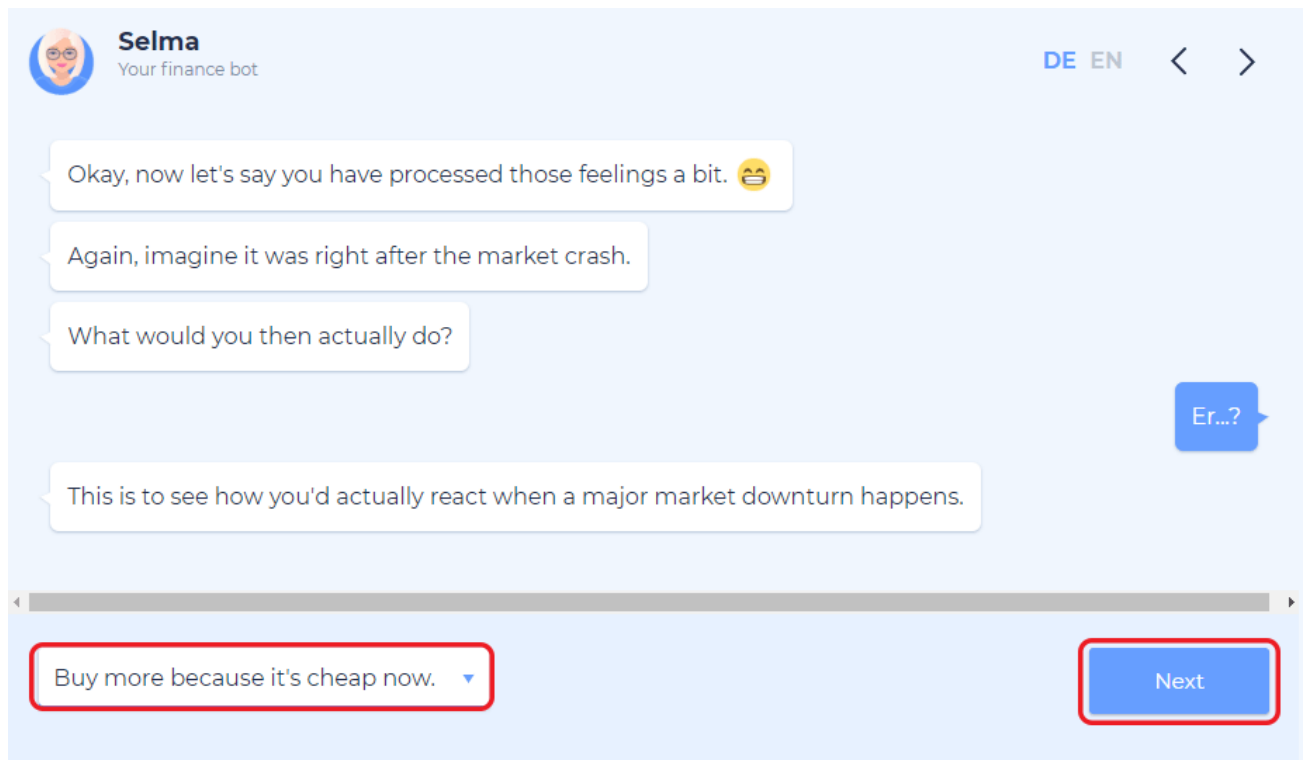 Selma
Your finance bot
DE EN
Okay, now let's say you have processed those feelings a bit. 😁
Again, imagine it was right after the market crash.
What would you then actually do?
Er...?
This is to see how you'd actually react when a major market downturn happens.
Buy more because it's cheap now.
Next